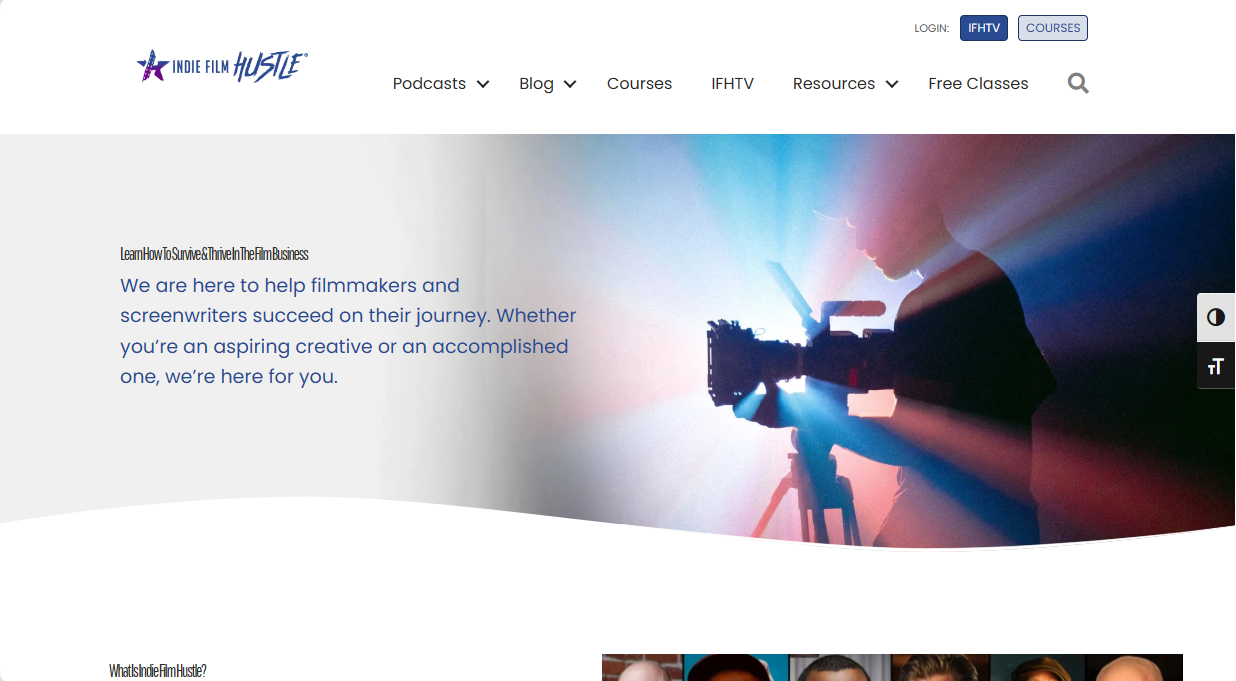 LOGIN: IFHTV COURSES
INDIE FILM HUSTLE®
Podcasts Blog Courses IFHTV Resources Free Classes
Learn How To Survive & Thrive In The Film Business
We are here to help filmmakers and
screenwriters succeed on their journey. Whether
you’re an aspiring creative or an accomplished
one, we’re here for you.
TT
What Is Indie Film Hustle?